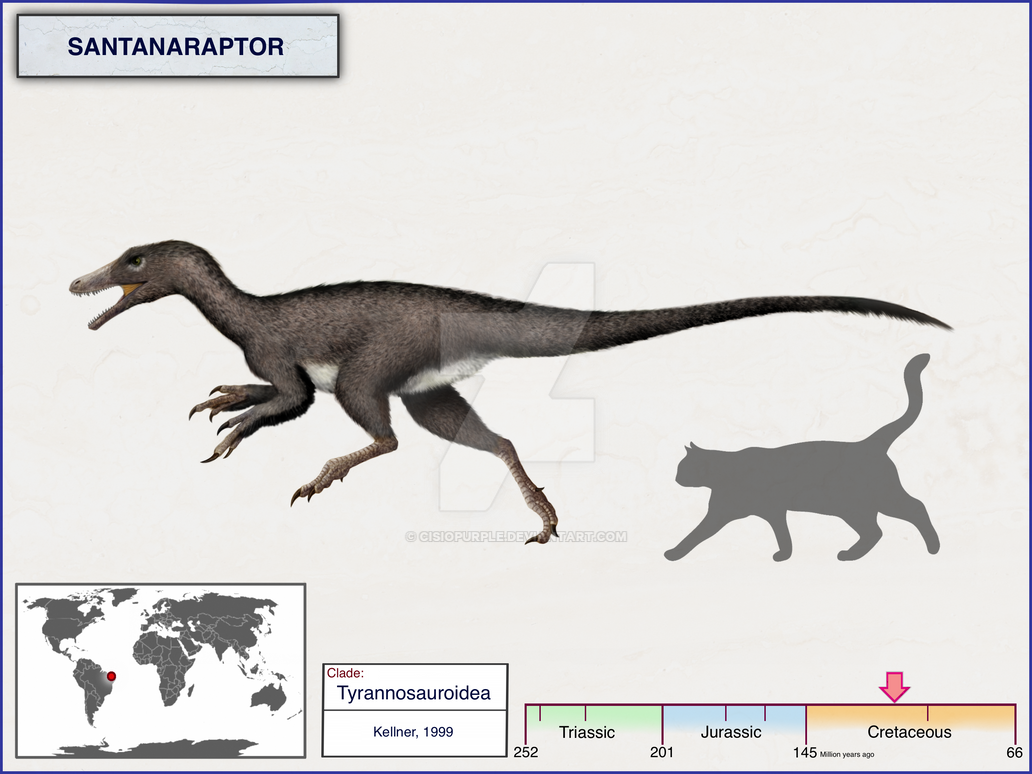 SANTANARAPTOR
© CISIOPURPLE.DEVIANTART.COM
Clade:
Tyrannosauroidea
Kellner, 1999
Triassic
Jurassic
Cretaceous
252
201
145 Million years ago
66